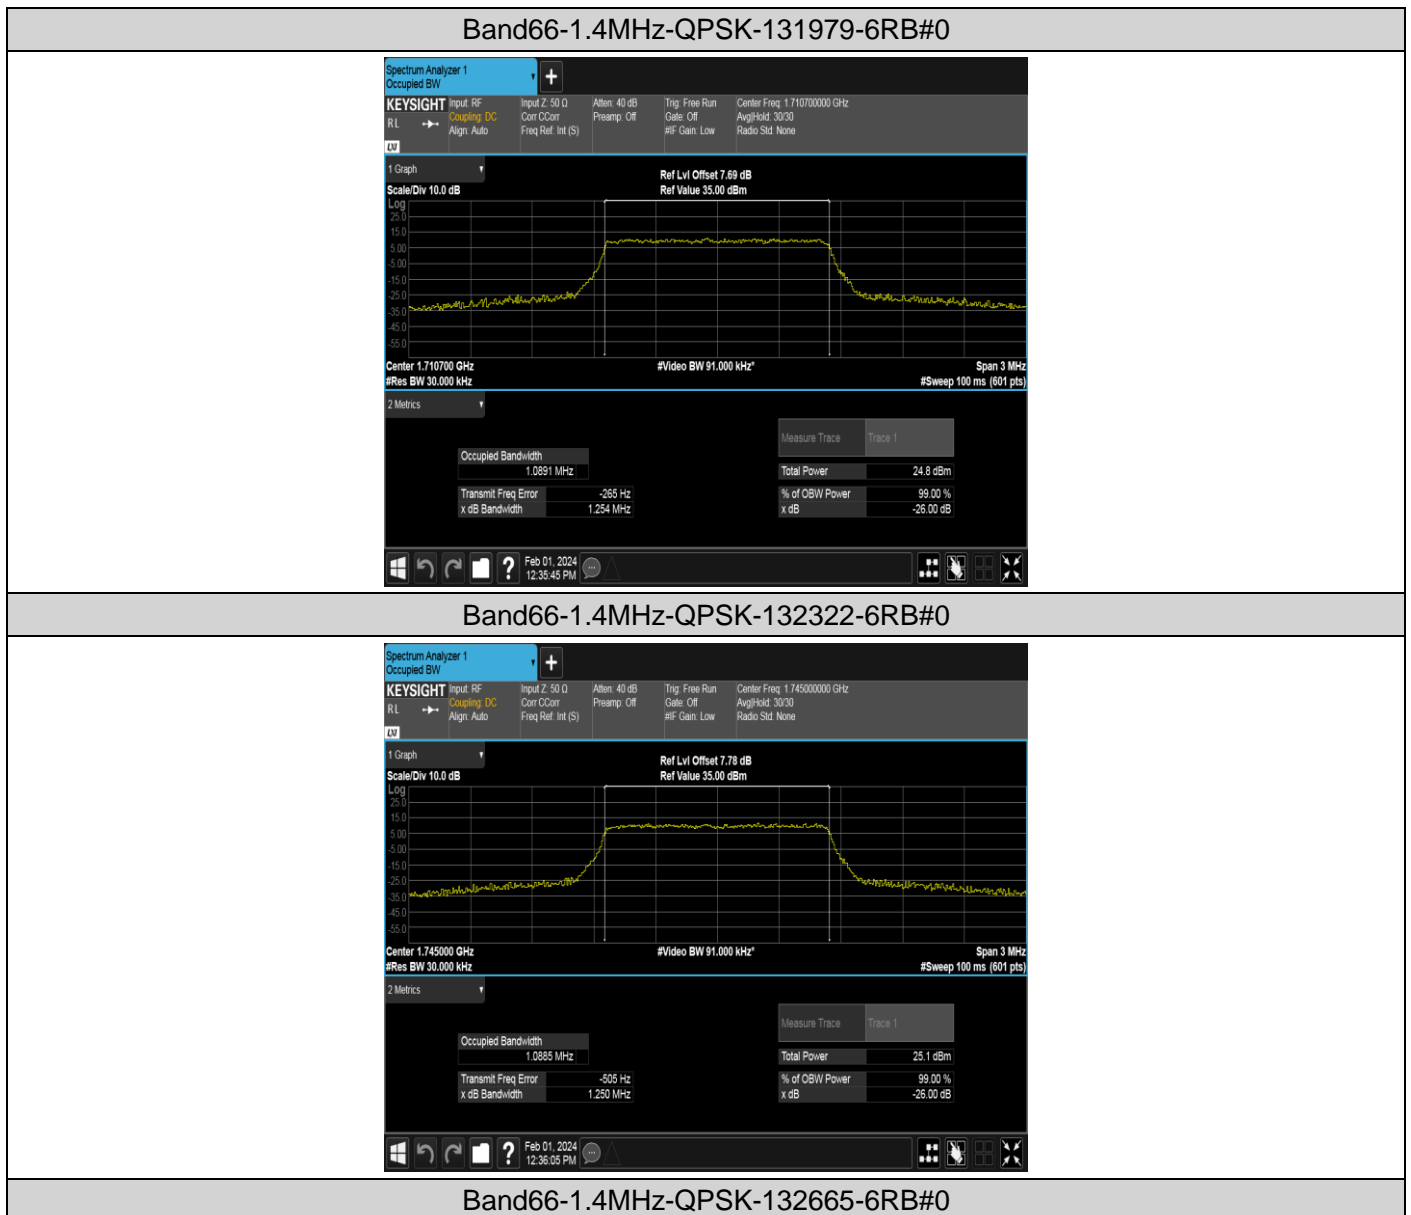 Band66-1.4MHz-QPSK-131979-6RB#0
Spectrum Analyzer 1
Occupied BW
KEYSIGHT Input: RF Input Z: 50 Ω Atten: 40 dB Trig: Free Run Center Freq: 1.710700000 GHz
RL Coupling: DC Corr CCorr Preamp: Off Gate: Off Avg|Hold: 30/30
Align: Auto Freq Ref: Int (S) #IF Gain: Low Radio Std: None
LXI
1 Graph
Ref Lvl Offset 7.69 dB
Scale/Div 10.0 dB Ref Value 35.00 dBm
Log
25.0
15.0
5.00
-5.00
-15.0
-25.0
-35.0
-45.0
-55.0
Center 1.710700 GHz #Video BW 91.000 kHz* Span 3 MHz
#Res BW 30.000 kHz #Sweep 100 ms (601 pts)
2 Metrics
Measure Trace Trace 1
Occupied Bandwidth
1.0891 MHz Total Power 24.8 dBm
Transmit Freq Error -265 Hz % of OBW Power 99.00 %
x dB Bandwidth 1.254 MHz x dB -26.00 dB
? Feb 01, 2024
12:35:45 PM
Band66-1.4MHz-QPSK-132322-6RB#0
Spectrum Analyzer 1
Occupied BW
KEYSIGHT Input: RF Input Z: 50 Ω Atten: 40 dB Trig: Free Run Center Freq: 1.745000000 GHz
RL Coupling: DC Corr CCorr Preamp: Off Gate: Off Avg|Hold: 30/30
Align: Auto Freq Ref: Int (S) #IF Gain: Low Radio Std: None
LXI
1 Graph
Ref Lvl Offset 7.78 dB
Scale/Div 10.0 dB Ref Value 35.00 dBm
Log
25.0
15.0
5.00
-5.00
-15.0
-25.0
-35.0
-45.0
-55.0
Center 1.745000 GHz #Video BW 91.000 kHz* Span 3 MHz
#Res BW 30.000 kHz #Sweep 100 ms (601 pts)
2 Metrics
Measure Trace Trace 1
Occupied Bandwidth
1.0885 MHz Total Power 25.1 dBm
Transmit Freq Error -505 Hz % of OBW Power 99.00 %
x dB Bandwidth 1.250 MHz x dB -26.00 dB
? Feb 01, 2024
12:36:05 PM
Band66-1.4MHz-QPSK-132665-6RB#0